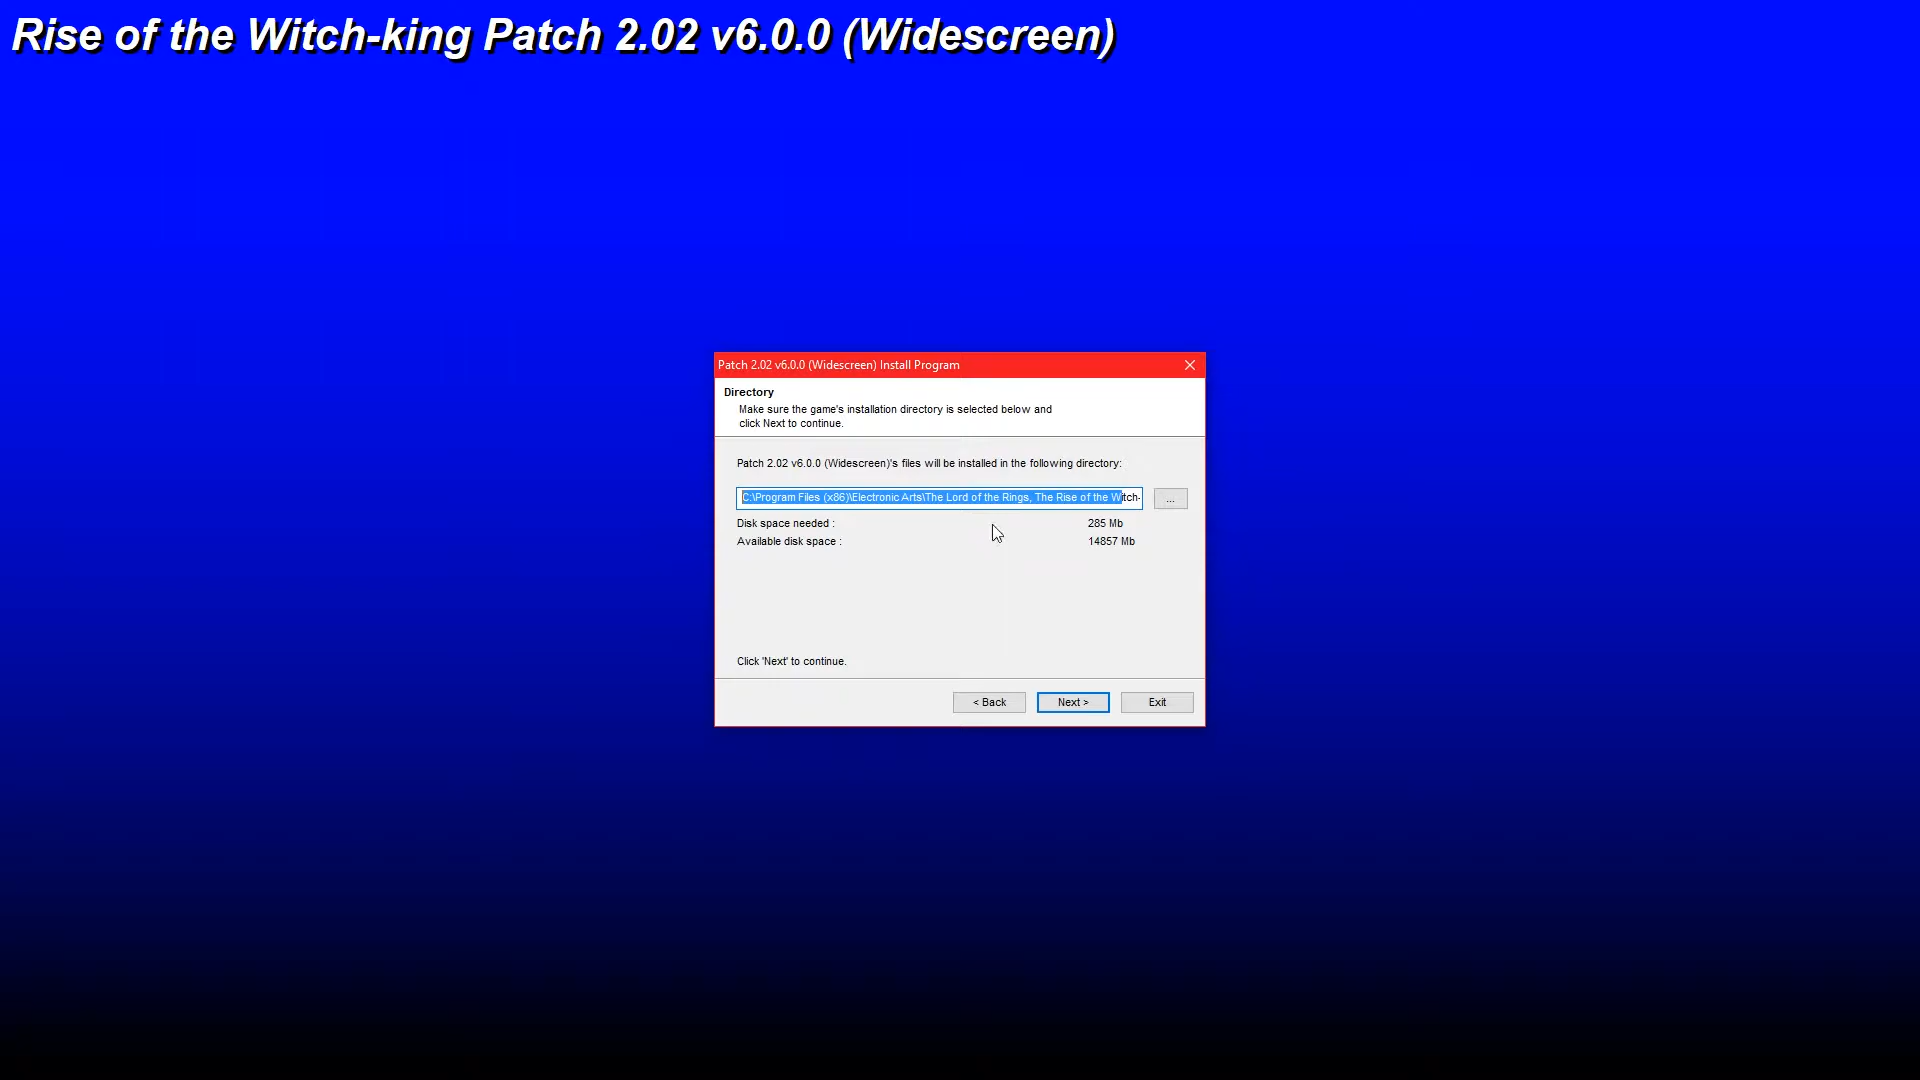 Rise of the Witch-king Patch 2.02 v6.0.0 (Widescreen)
Patch 2.02 v6.0.0 (Widescreen) Install Program
Directory
Make sure the game's installation directory is selected below and
click Next to continue.
Patch 2.02 v6.0.0 (Widescreen)'s files will be installed in the following directory:
C:\Program Files (x86)\Electronic Arts\The Lord of the Rings, The Rise of the Witch-
...
Disk space needed : 285 Mb
Available disk space : 14857 Mb
Click 'Next' to continue.
< Back Next > Exit